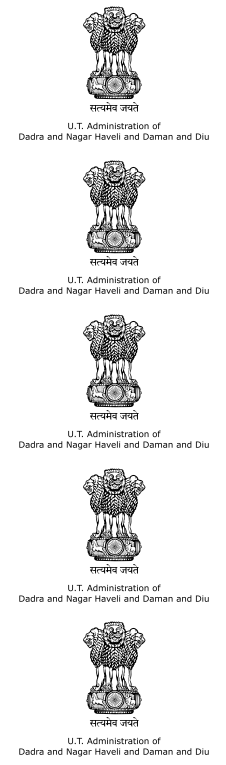 सत्यमेव जयते
U.T. Administration of
Dadra and Nagar Haveli and Daman and Diu
सत्यमेव जयते
U.T. Administration of
Dadra and Nagar Haveli and Daman and Diu
सत्यमेव जयते
U.T. Administration of
Dadra and Nagar Haveli and Daman and Diu
सत्यमेव जयते
U.T. Administration of
Dadra and Nagar Haveli and Daman and Diu
सत्यमेव जयते
U.T. Administration of
Dadra and Nagar Haveli and Daman and Diu